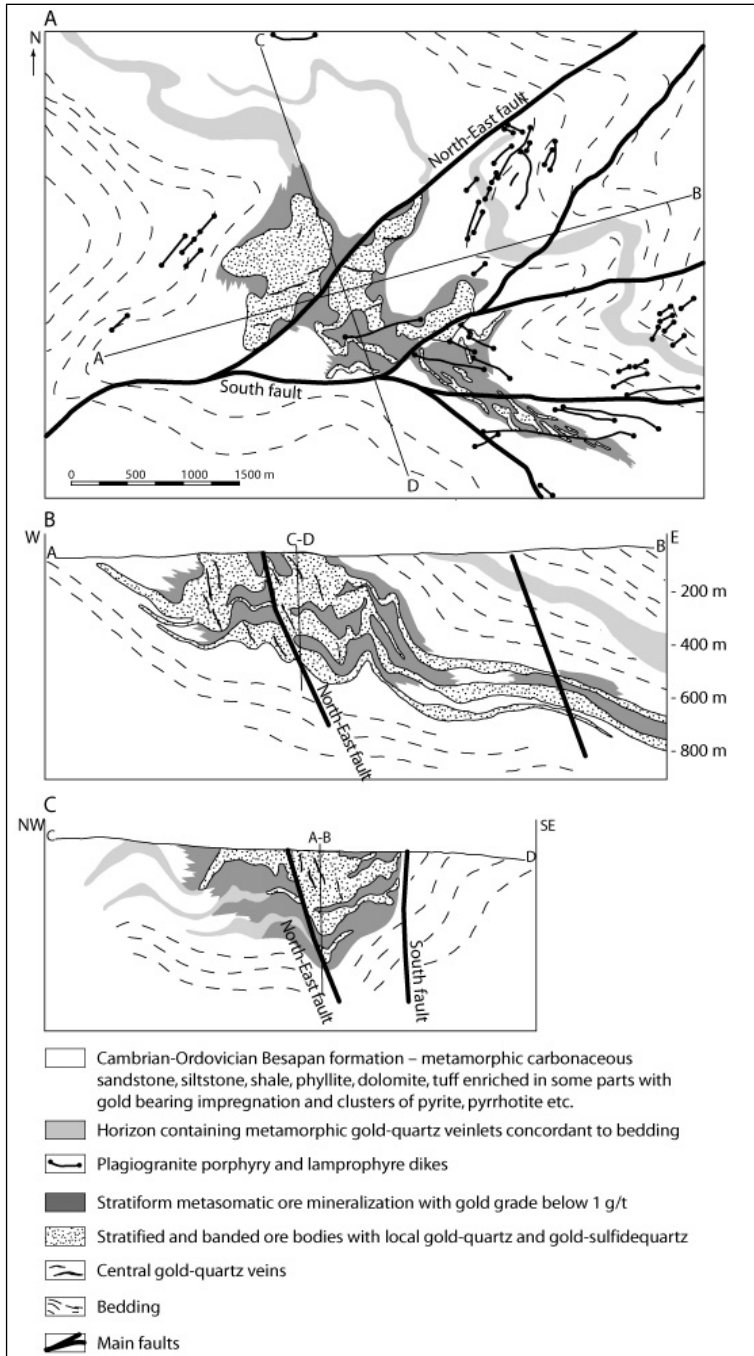 A
N
C
North-East fault
B
A
South fault
0 500 1000 1500 m
D
B
W
E
A
C-D
B
- 200 m
- 400 m
- 600 m
- 800 m
North-East fault
C
NW
SE
C
A-B
D
North-East fault
South fault
Cambrian-Ordovician Besapan formation – metamorphic carbonaceous
sandstone, siltstone, shale, phyllite, dolomite, tuff enriched in some parts with
gold bearing impregnation and clusters of pyrite, pyrrhotite etc.
Horizon containing metamorphic gold-quartz veinlets concordant to bedding
Plagiogranite porphyry and lamprophyre dikes
Stratiform metasomatic ore mineralization with gold grade below 1 g/t
Stratified and banded ore bodies with local gold-quartz and gold-sulfidequartz
Central gold-quartz veins
Bedding
Main faults